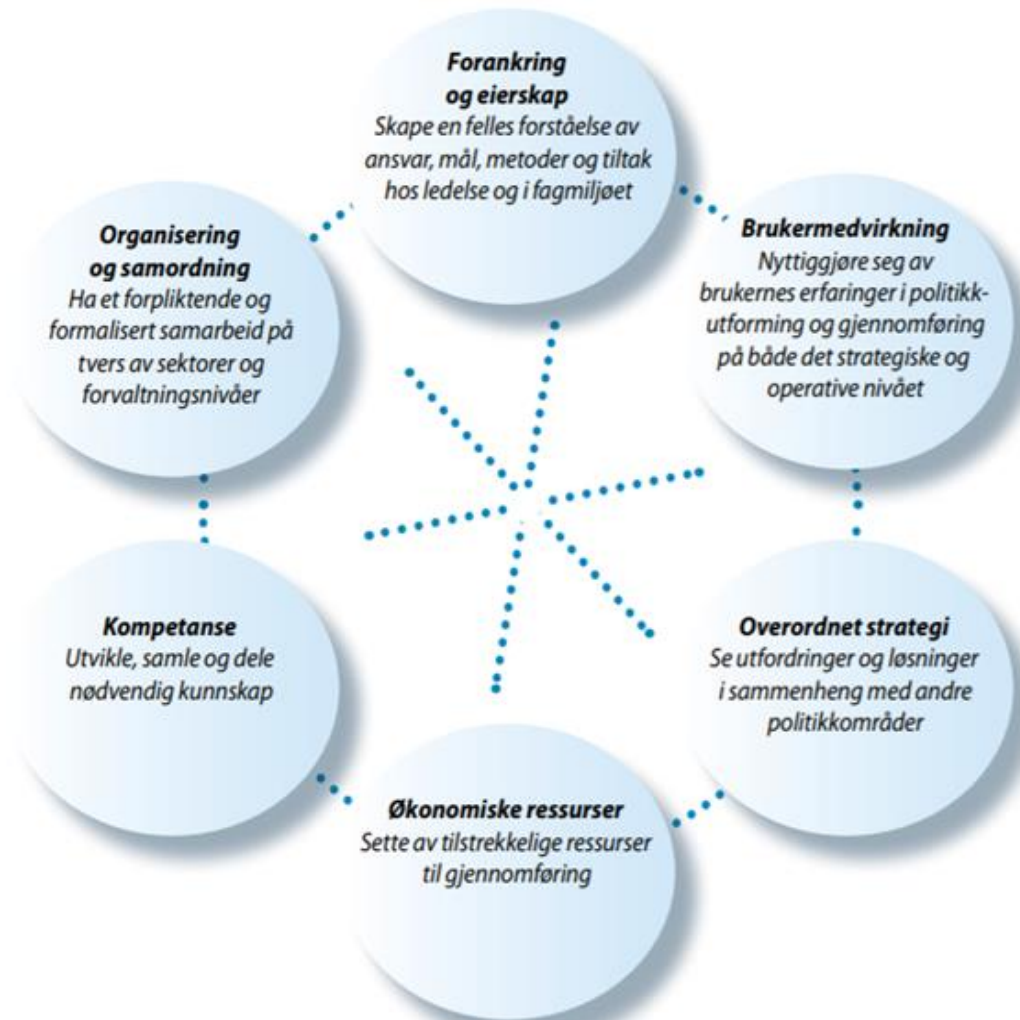 Forankring
og eierskap
Skape en felles forståelse av
ansvar, mål, metoder og tiltak
hos ledelse og i fagmiljøet
Brukermedvirkning
Nyttiggjøre seg av
brukernes erfaringer i politikk-
utforming og gjennomføring
på både det strategiske og
operative nivået
Overordnet strategi
Se utfordringer og løsninger
i sammenheng med andre
politikkområder
Økonomiske ressurser
Sette av tilstrekkelige ressurser
til gjennomføring
Kompetanse
Utvikle, samle og dele
nødvendig kunnskap
Organisering
og samordning
Ha et forpliktende og
formalisert samarbeid på
tvers av sektorer og
forvaltningsnivåer